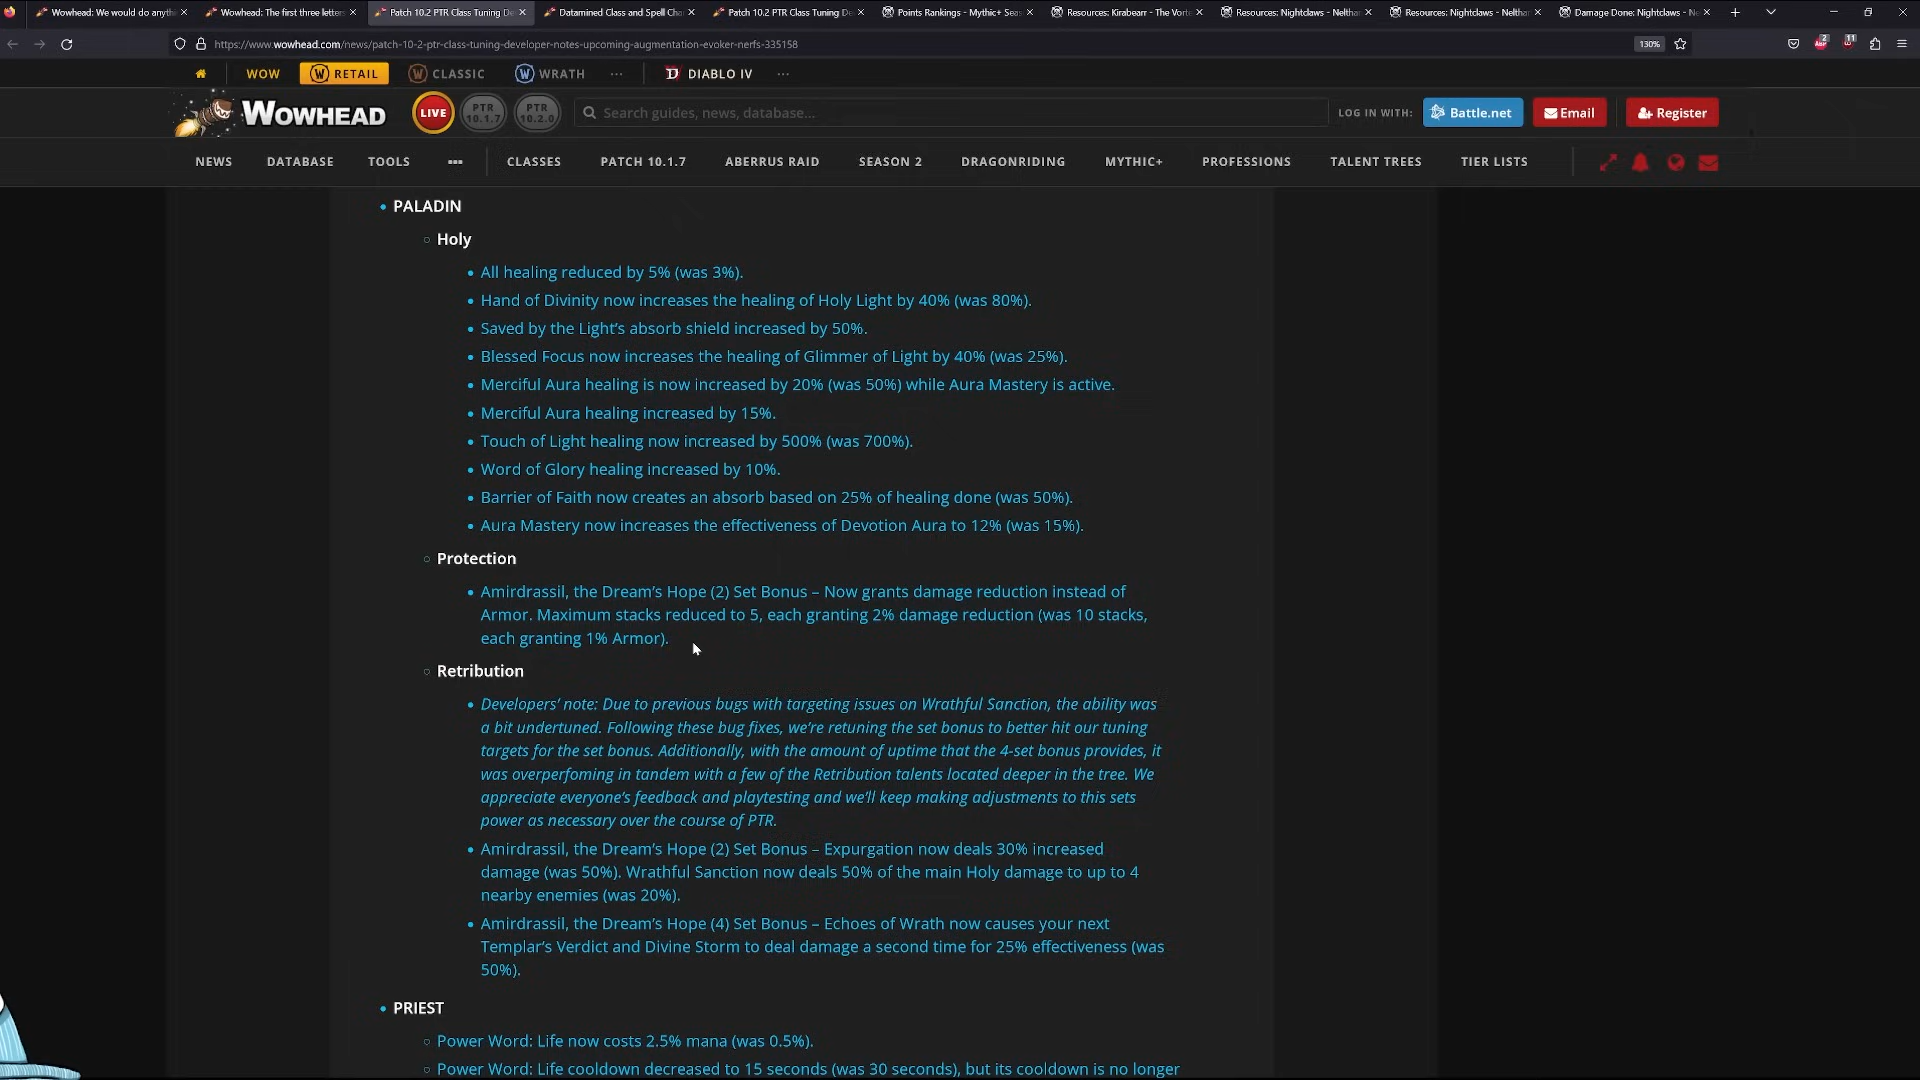 Wowhead: We would do anythi
Wowhead: The first three letters
Patch 10.2 PTR Class Tuning De
Datamined Class and Spell Cha
Patch 10.2 PTR Class Tuning De
Points Rankings - Mythic+ Seas
Resources: Kirabearr - The Vorte
Resources: Nightclaws - Nelthar
Resources: Nightclaws - Neltha
Damage Done: Nightclaws - Ne
https://www.wowhead.com/news/patch-10-2-ptr-class-tuning-developer-notes-upcoming-augmentation-evoker-nerfs-335158
130%
2
11
WOW
RETAIL
CLASSIC
WRATH
DIABLO IV
WOWHEAD
LIVE
PTR
10.1.7
PTR
10.2.0
Search guides, news, database...
LOG IN WITH:
Battle.net
Email
Register
NEWS
DATABASE
TOOLS
CLASSES
PATCH 10.1.7
ABERRUS RAID
SEASON 2
DRAGONRIDING
MYTHIC+
PROFESSIONS
TALENT TREES
TIER LISTS
PALADIN
Holy
All healing reduced by 5% (was 3%).
Hand of Divinity now increases the healing of Holy Light by 40% (was 80%).
Saved by the Light's absorb shield increased by 50%.
Blessed Focus now increases the healing of Glimmer of Light by 40% (was 25%).
Merciful Aura healing is now increased by 20% (was 50%) while Aura Mastery is active.
Merciful Aura healing increased by 15%.
Touch of Light healing now increased by 500% (was 700%).
Word of Glory healing increased by 10%.
Barrier of Faith now creates an absorb based on 25% of healing done (was 50%).
Aura Mastery now increases the effectiveness of Devotion Aura to 12% (was 15%).
Protection
Amirdrassil, the Dream's Hope (2) Set Bonus – Now grants damage reduction instead of
Armor. Maximum stacks reduced to 5, each granting 2% damage reduction (was 10 stacks,
each granting 1% Armor).
Retribution
Developers' note: Due to previous bugs with targeting issues on Wrathful Sanction, the ability was
a bit undertuned. Following these bug fixes, we're retuning the set bonus to better hit our tuning
targets for the set bonus. Additionally, with the amount of uptime that the 4-set bonus provides, it
was overperfoming in tandem with a few of the Retribution talents located deeper in the tree. We
appreciate everyone's feedback and playtesting and we'll keep making adjustments to this sets
power as necessary over the course of PTR.
Amirdrassil, the Dream's Hope (2) Set Bonus – Expurgation now deals 30% increased
damage (was 50%). Wrathful Sanction now deals 50% of the main Holy damage to up to 4
nearby enemies (was 20%).
Amirdrassil, the Dream's Hope (4) Set Bonus – Echoes of Wrath now causes your next
Templar's Verdict and Divine Storm to deal damage a second time for 25% effectiveness (was
50%).
PRIEST
Power Word: Life now costs 2.5% mana (was 0.5%).
Power Word: Life cooldown decreased to 15 seconds (was 30 seconds), but its cooldown is no longer